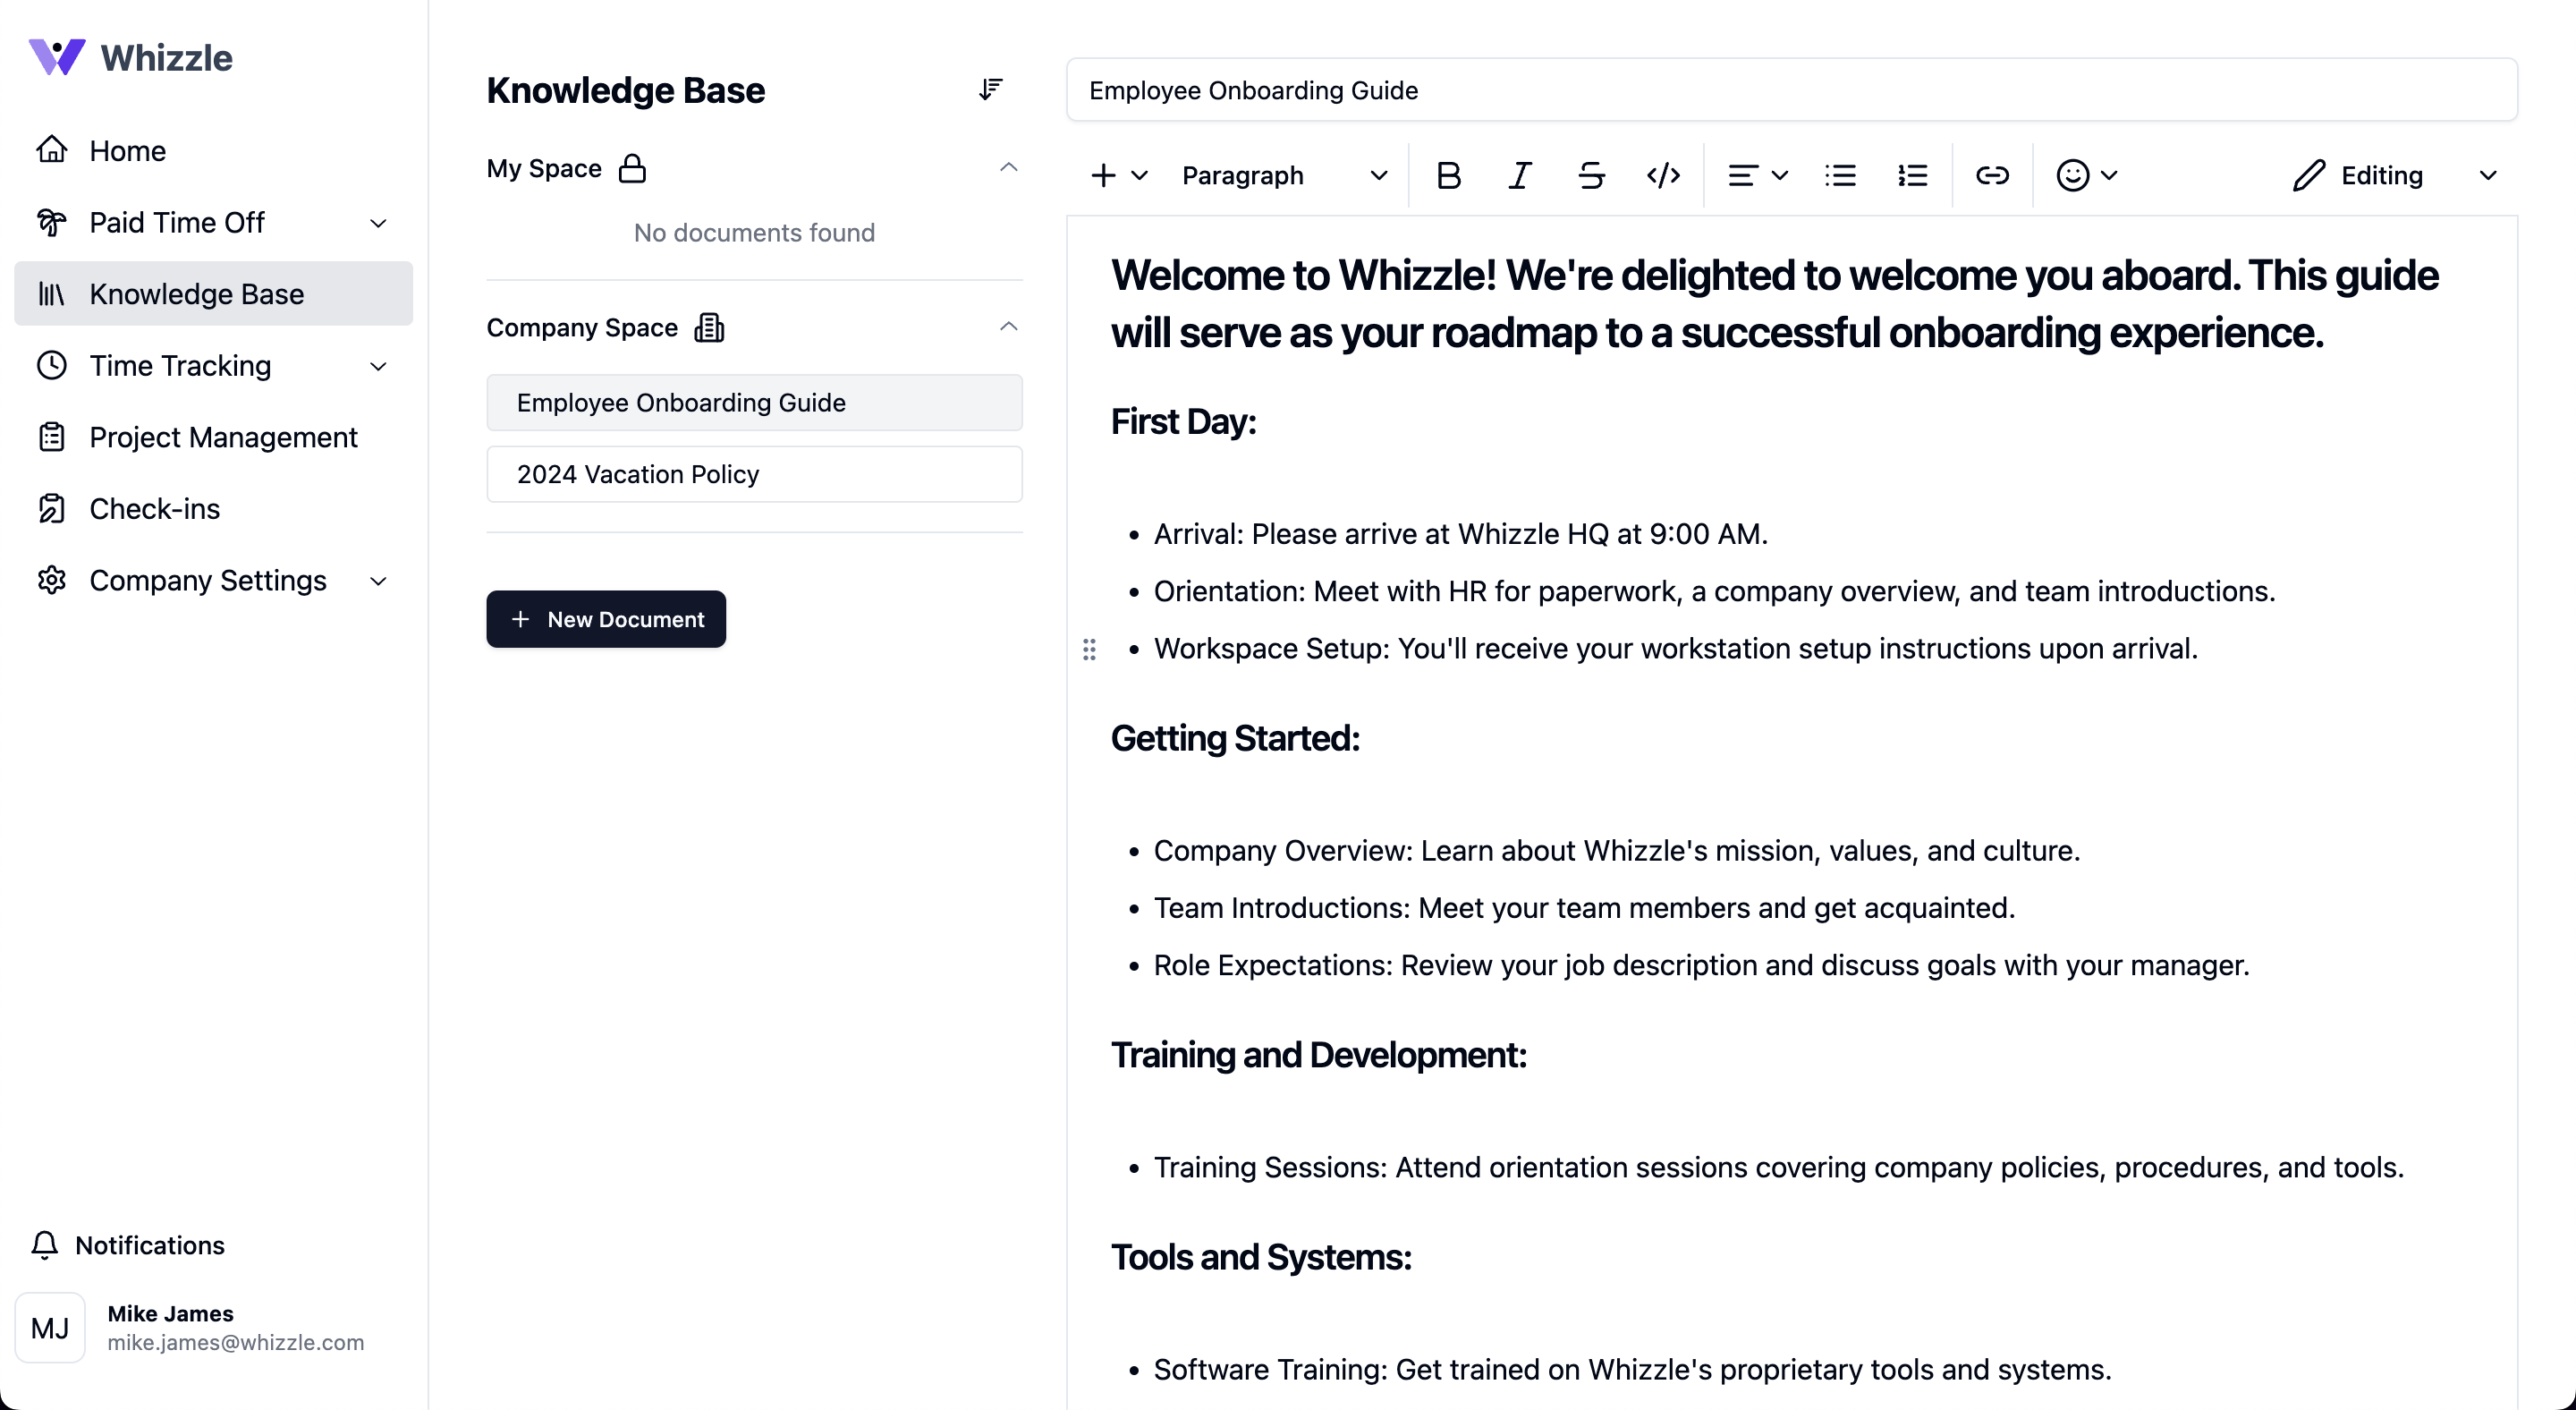 Whizzle
Home
Paid Time Off
Knowledge Base
Time Tracking
Project Management
Check-ins
Company Settings
Notifications
MJ
Mike James
mike.james@whizzle.com
Knowledge Base
My Space
No documents found
Company Space
Employee Onboarding Guide
2024 Vacation Policy
New Document
Employee Onboarding Guide
Paragraph
Editing
Welcome to Whizzle! We're delighted to welcome you aboard. This guide
will serve as your roadmap to a successful onboarding experience.
First Day:
• Arrival: Please arrive at Whizzle HQ at 9:00 AM.
• Orientation: Meet with HR for paperwork, a company overview, and team introductions.
• Workspace Setup: You'll receive your workstation setup instructions upon arrival.
Getting Started:
• Company Overview: Learn about Whizzle's mission, values, and culture.
• Team Introductions: Meet your team members and get acquainted.
• Role Expectations: Review your job description and discuss goals with your manager.
Training and Development:
• Training Sessions: Attend orientation sessions covering company policies, procedures, and tools.
Tools and Systems:
• Software Training: Get trained on Whizzle's proprietary tools and systems.